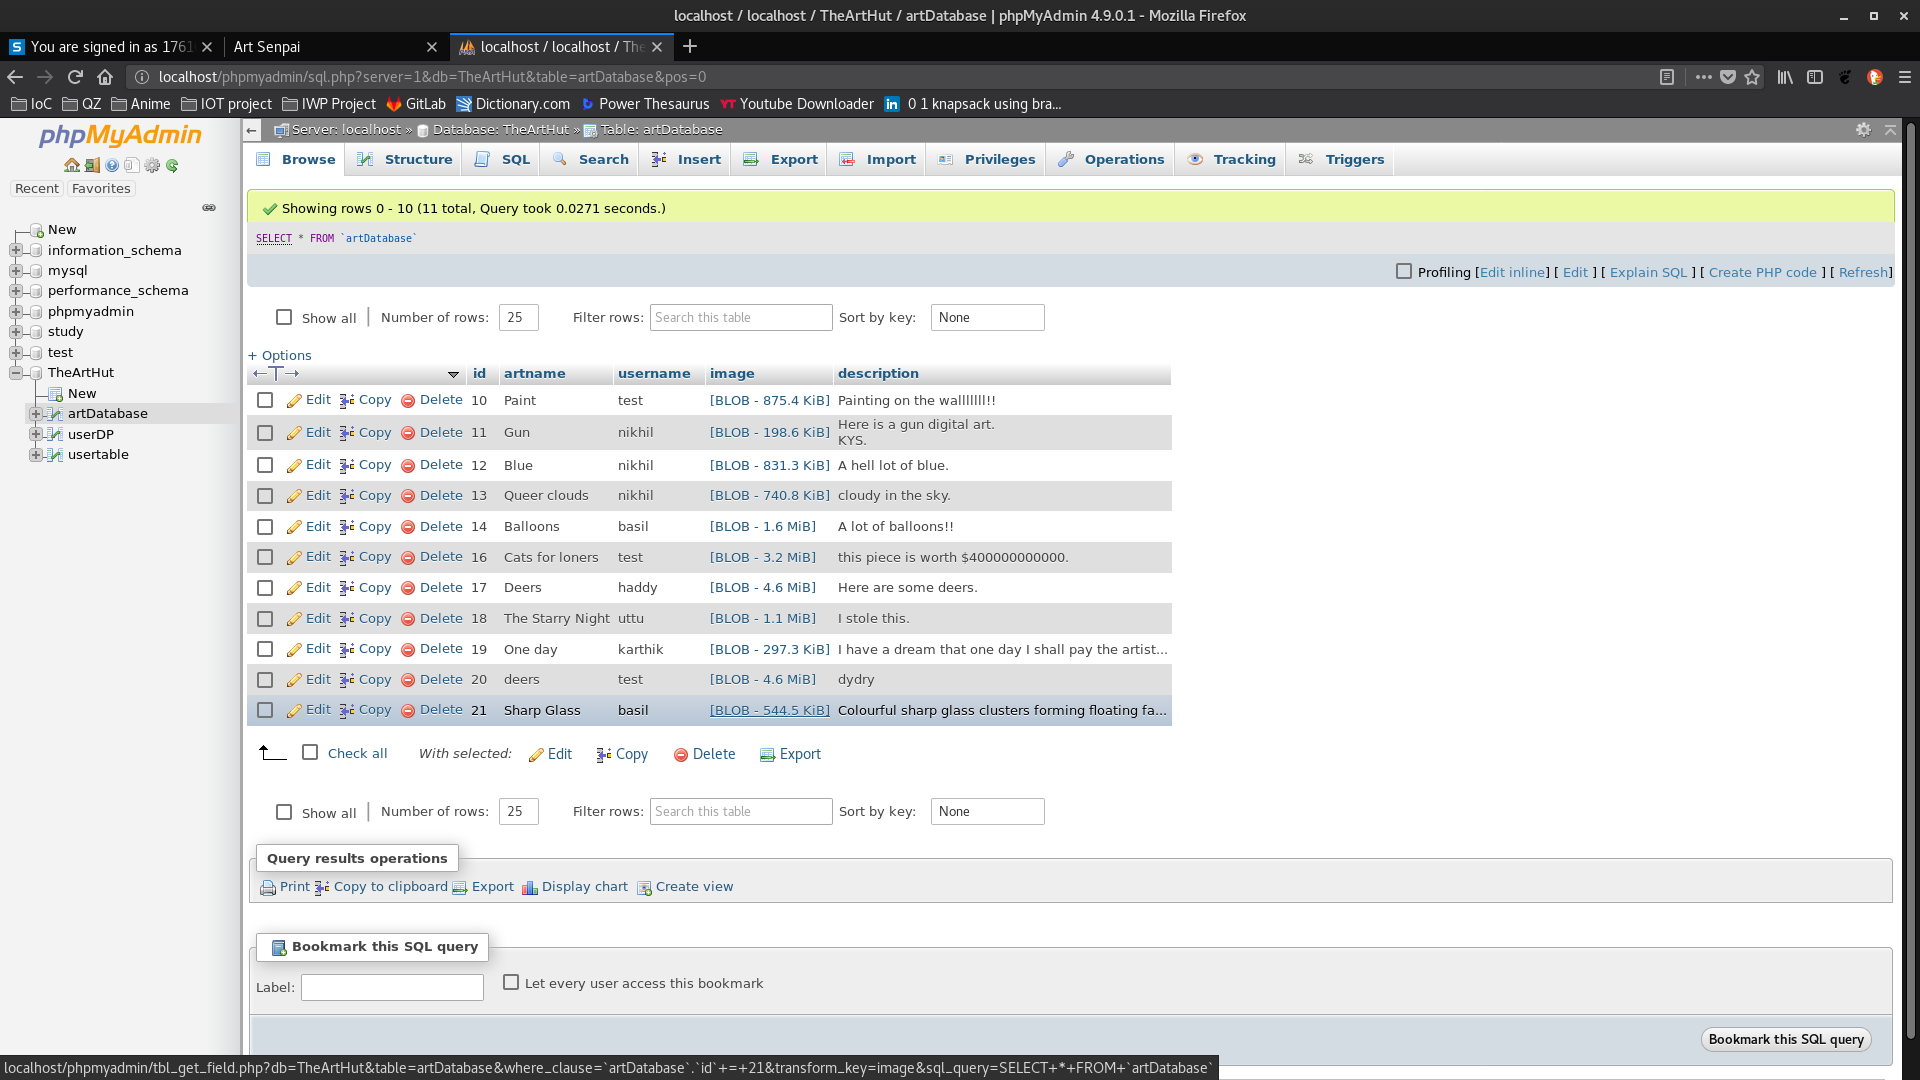 localhost / localhost / TheArtHut / artDatabase | phpMyAdmin 4.9.0.1 - Mozilla Firefox
You are signed in as 1761
Art Senpai
localhost / localhost / The
localhost/phpmyadmin/sql.php?server=1&db=TheArtHut&table=artDatabase&pos=0
IoC QZ Anime IOT project IWP Project GitLab Dictionary.com Power Thesaurus YT Youtube Downloader in 0 1 knapsack using bra...
phpMyAdmin
Recent Favorites
New
information_schema
mysql
performance_schema
phpmyadmin
study
test
TheArtHut
New
artDatabase
userDP
usertable
Server: localhost » Database: TheArtHut » Table: artDatabase
Browse Structure SQL Search Insert Export Import Privileges Operations Tracking Triggers
Showing rows 0 - 10 (11 total, Query took 0.0271 seconds.)
SELECT * FROM `artDatabase`
Profiling [Edit inline] [ Edit ] [ Explain SQL ] [ Create PHP code ] [ Refresh]
Show all Number of rows: 25 Filter rows: Search this table Sort by key: None
+ Options
←T→ id artname username image description
Edit Copy Delete 10 Paint test [BLOB - 875.4 KiB] Painting on the walllllll!!
Edit Copy Delete 11 Gun nikhil [BLOB - 198.6 KiB] Here is a gun digital art.
KYS.
Edit Copy Delete 12 Blue nikhil [BLOB - 831.3 KiB] A hell lot of blue.
Edit Copy Delete 13 Queer clouds nikhil [BLOB - 740.8 KiB] cloudy in the sky.
Edit Copy Delete 14 Balloons basil [BLOB - 1.6 MiB] A lot of balloons!!
Edit Copy Delete 16 Cats for loners test [BLOB - 3.2 MiB] this piece is worth $400000000000.
Edit Copy Delete 17 Deers haddy [BLOB - 4.6 MiB] Here are some deers.
Edit Copy Delete 18 The Starry Night uttu [BLOB - 1.1 MiB] I stole this.
Edit Copy Delete 19 One day karthik [BLOB - 297.3 KiB] I have a dream that one day I shall pay the artist...
Edit Copy Delete 20 deers test [BLOB - 4.6 MiB] dydry
Edit Copy Delete 21 Sharp Glass basil [BLOB - 544.5 KiB] Colourful sharp glass clusters forming floating fa...
Check all With selected: Edit Copy Delete Export
Show all Number of rows: 25 Filter rows: Search this table Sort by key: None
Query results operations
Print Copy to clipboard Export Display chart Create view
Bookmark this SQL query
Label: Let every user access this bookmark
Bookmark this SQL query
localhost/phpmyadmin/tbl_get_field.php?db=TheArtHut&table=artDatabase&where_clause=`artDatabase`.`id`+=+21&transform_key=image&sql_query=SELECT+*+FROM+`artDatabase`